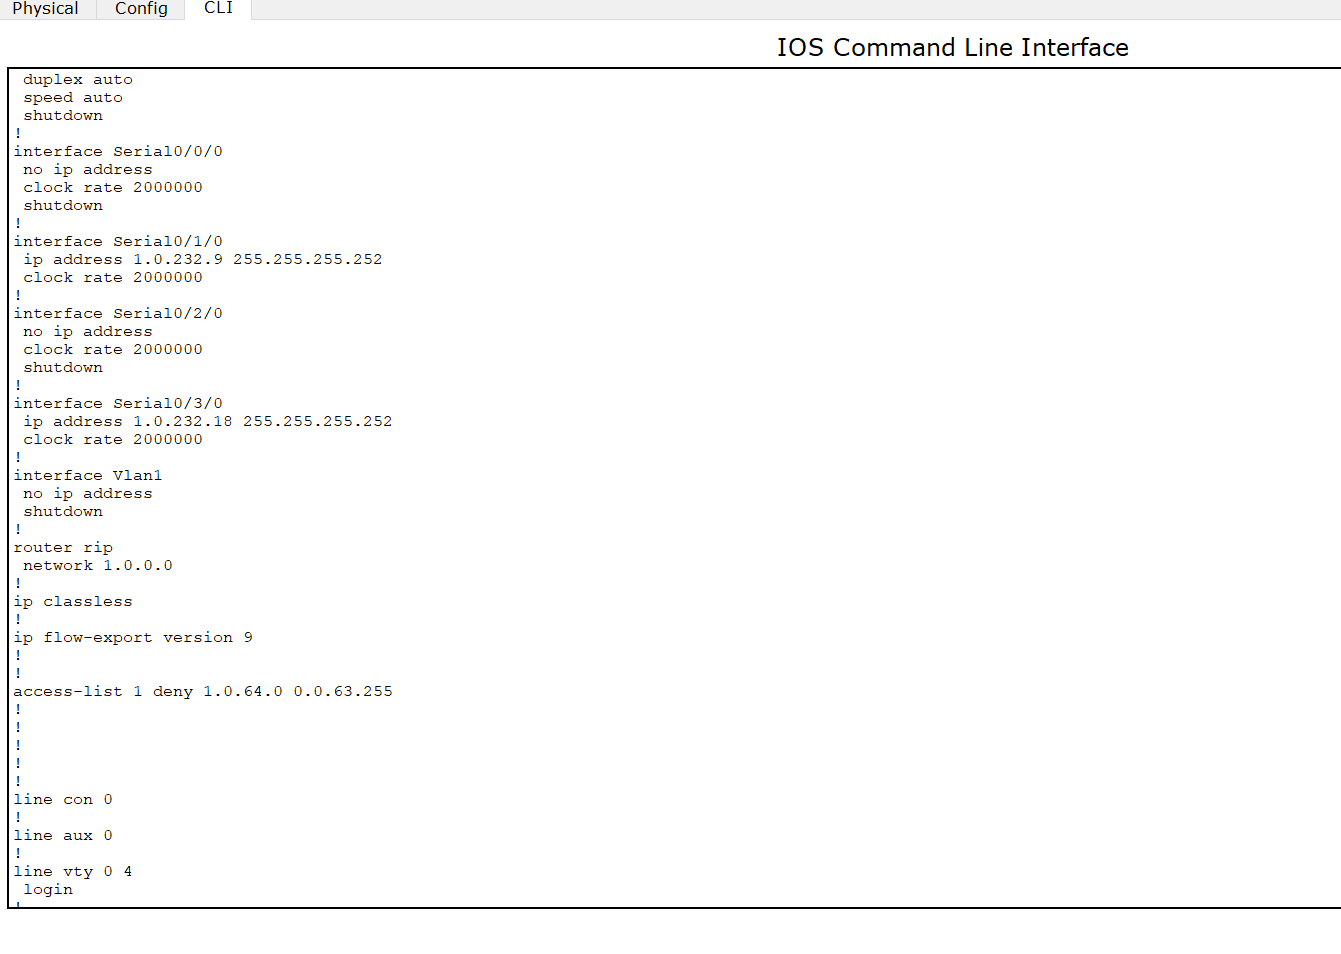 Physical Config CLI
IOS Command Line Interface
duplex auto
speed auto
shutdown
!
interface Serial0/0/0
no ip address
clock rate 2000000
shutdown
!
interface Serial0/1/0
ip address 1.0.232.9 255.255.255.252
clock rate 2000000
!
interface Serial0/2/0
no ip address
clock rate 2000000
shutdown
!
interface Serial0/3/0
ip address 1.0.232.18 255.255.255.252
clock rate 2000000
!
interface Vlan1
no ip address
shutdown
!
router rip
network 1.0.0.0
!
ip classless
!
ip flow-export version 9
!
!
access-list 1 deny 1.0.64.0 0.0.63.255
!
!
!
!
!
line con 0
!
line aux 0
!
line vty 0 4
login
!